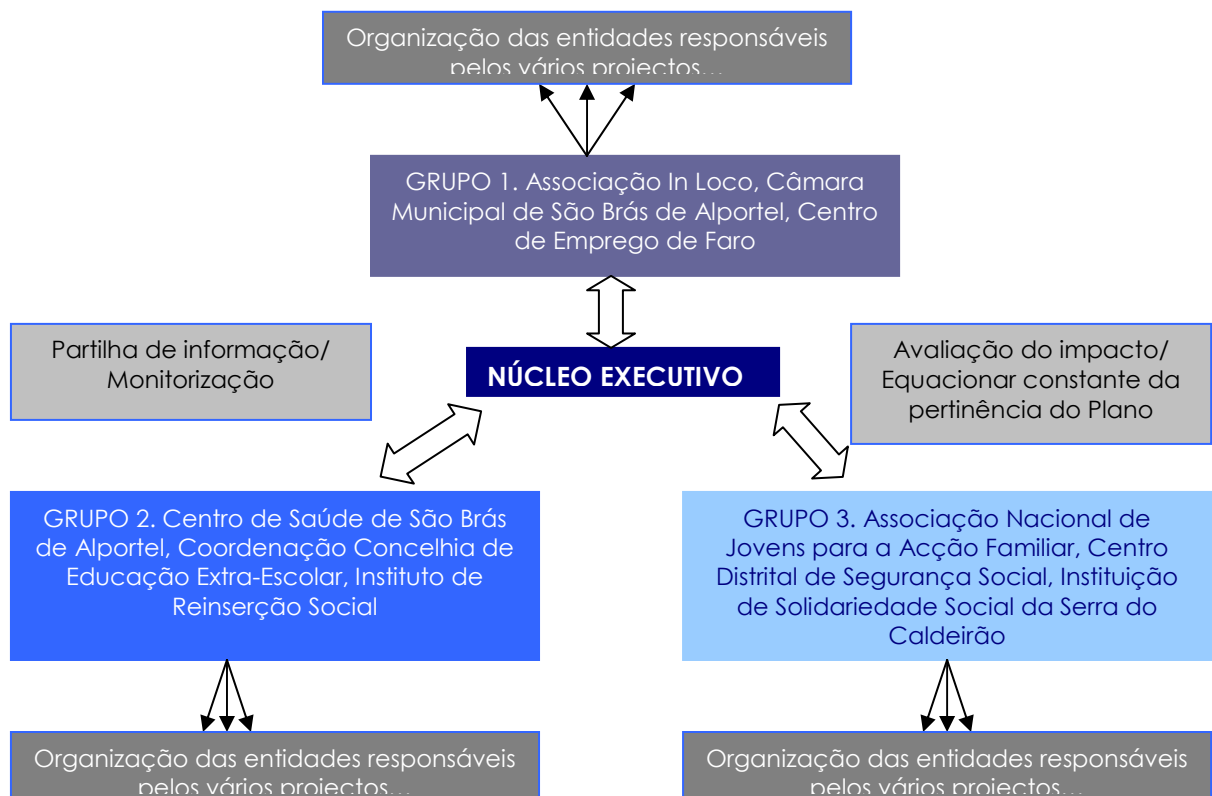 Organização das entidades responsáveis
pelos vários projectos…
GRUPO 1. Associação In Loco, Câmara
Municipal de São Brás de Alportel, Centro
de Emprego de Faro
Partilha de informação/
Monitorização
NÚCLEO EXECUTIVO
Avaliação do impacto/
Equacionar constante da
pertinência do Plano
GRUPO 2. Centro de Saúde de São Brás
de Alportel, Coordenação Concelhia de
Educação Extra-Escolar, Instituto de
Reinserção Social
GRUPO 3. Associação Nacional de
Jovens para a Acção Familiar, Centro
Distrital de Segurança Social, Instituição
de Solidariedade Social da Serra do
Caldeirão
Organização das entidades responsáveis
pelos vários projectos…
Organização das entidades responsáveis
pelos vários projectos…